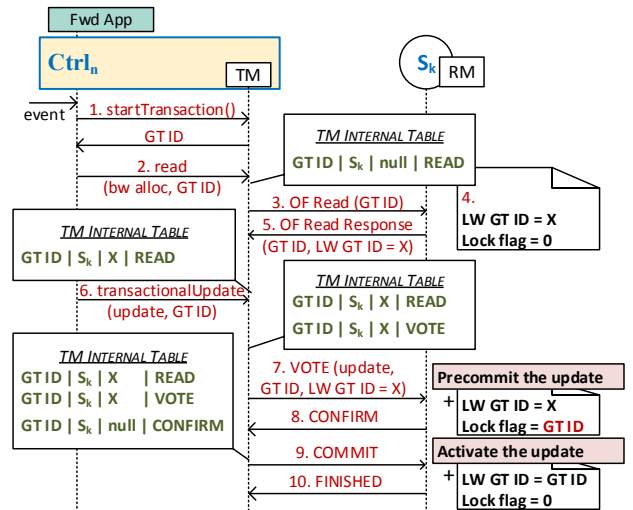 Fwd App
Ctrln
TM
Sk
RM
event
1. startTransaction()
GT ID
TM INTERNAL TABLE
GT ID | Sk | null | READ
2. read
(bw alloc, GT ID)
3. OF Read (GT ID)
4.
LW GT ID = X
Lock flag = 0
5. OF Read Response
(GT ID, LW GT ID = X)
TM INTERNAL TABLE
GT ID | Sk | X | READ
6. transactionalUpdate
(update, GT ID)
TM INTERNAL TABLE
GT ID | Sk | X | READ
GT ID | Sk | X | VOTE
TM INTERNAL TABLE
GT ID | Sk | X | READ
GT ID | Sk | X | VOTE
GT ID | Sk | null | CONFIRM
7. VOTE (update,
GT ID, LW GT ID = X)
Precommit the update
+
LW GT ID = X
Lock flag = GT ID
8. CONFIRM
9. COMMIT
Activate the update
+
LW GT ID = GT ID
Lock flag = 0
10. FINISHED